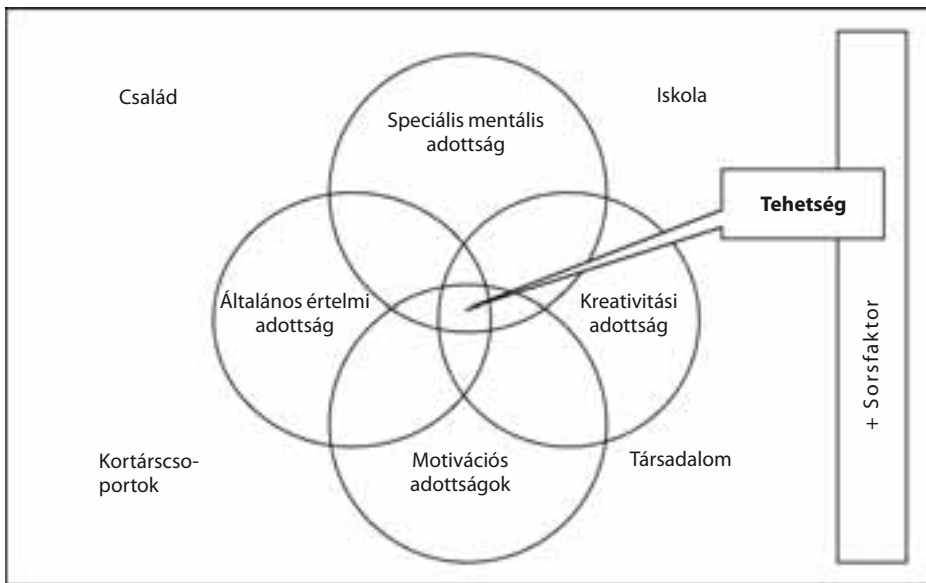 Család
Iskola
Speciális mentális
adottság
Tehetség
Általános értelmi
adottság
Kreativitási
adottság
+ Sorsfaktor
Kortárscso-
portok
Motivációs
adottságok
Társadalom